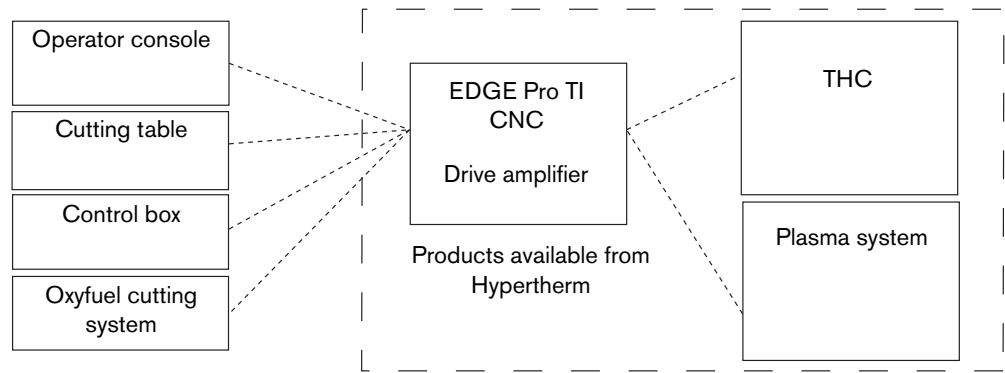 Operator console
Cutting table
Control box
Oxyfuel cutting
system
EDGE Pro TI
CNC
Drive amplifier
Products available from
Hypertherm
THC
Plasma system